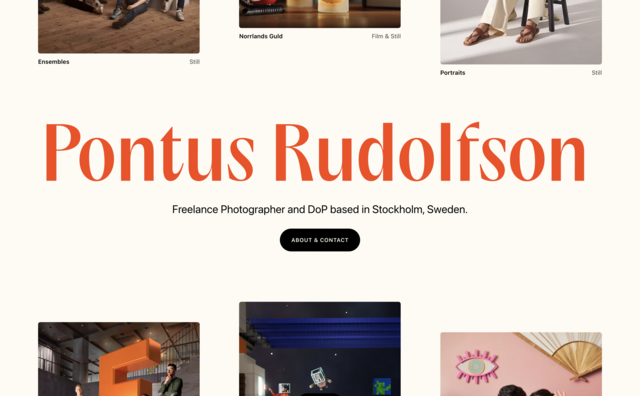 Ensembles
Still
Norrlands Guld
Film & Still
Portraits
Still
Pontus Rudolfson
Freelance Photographer and DoP based in Stockholm, Sweden.
ABOUT & CONTACT